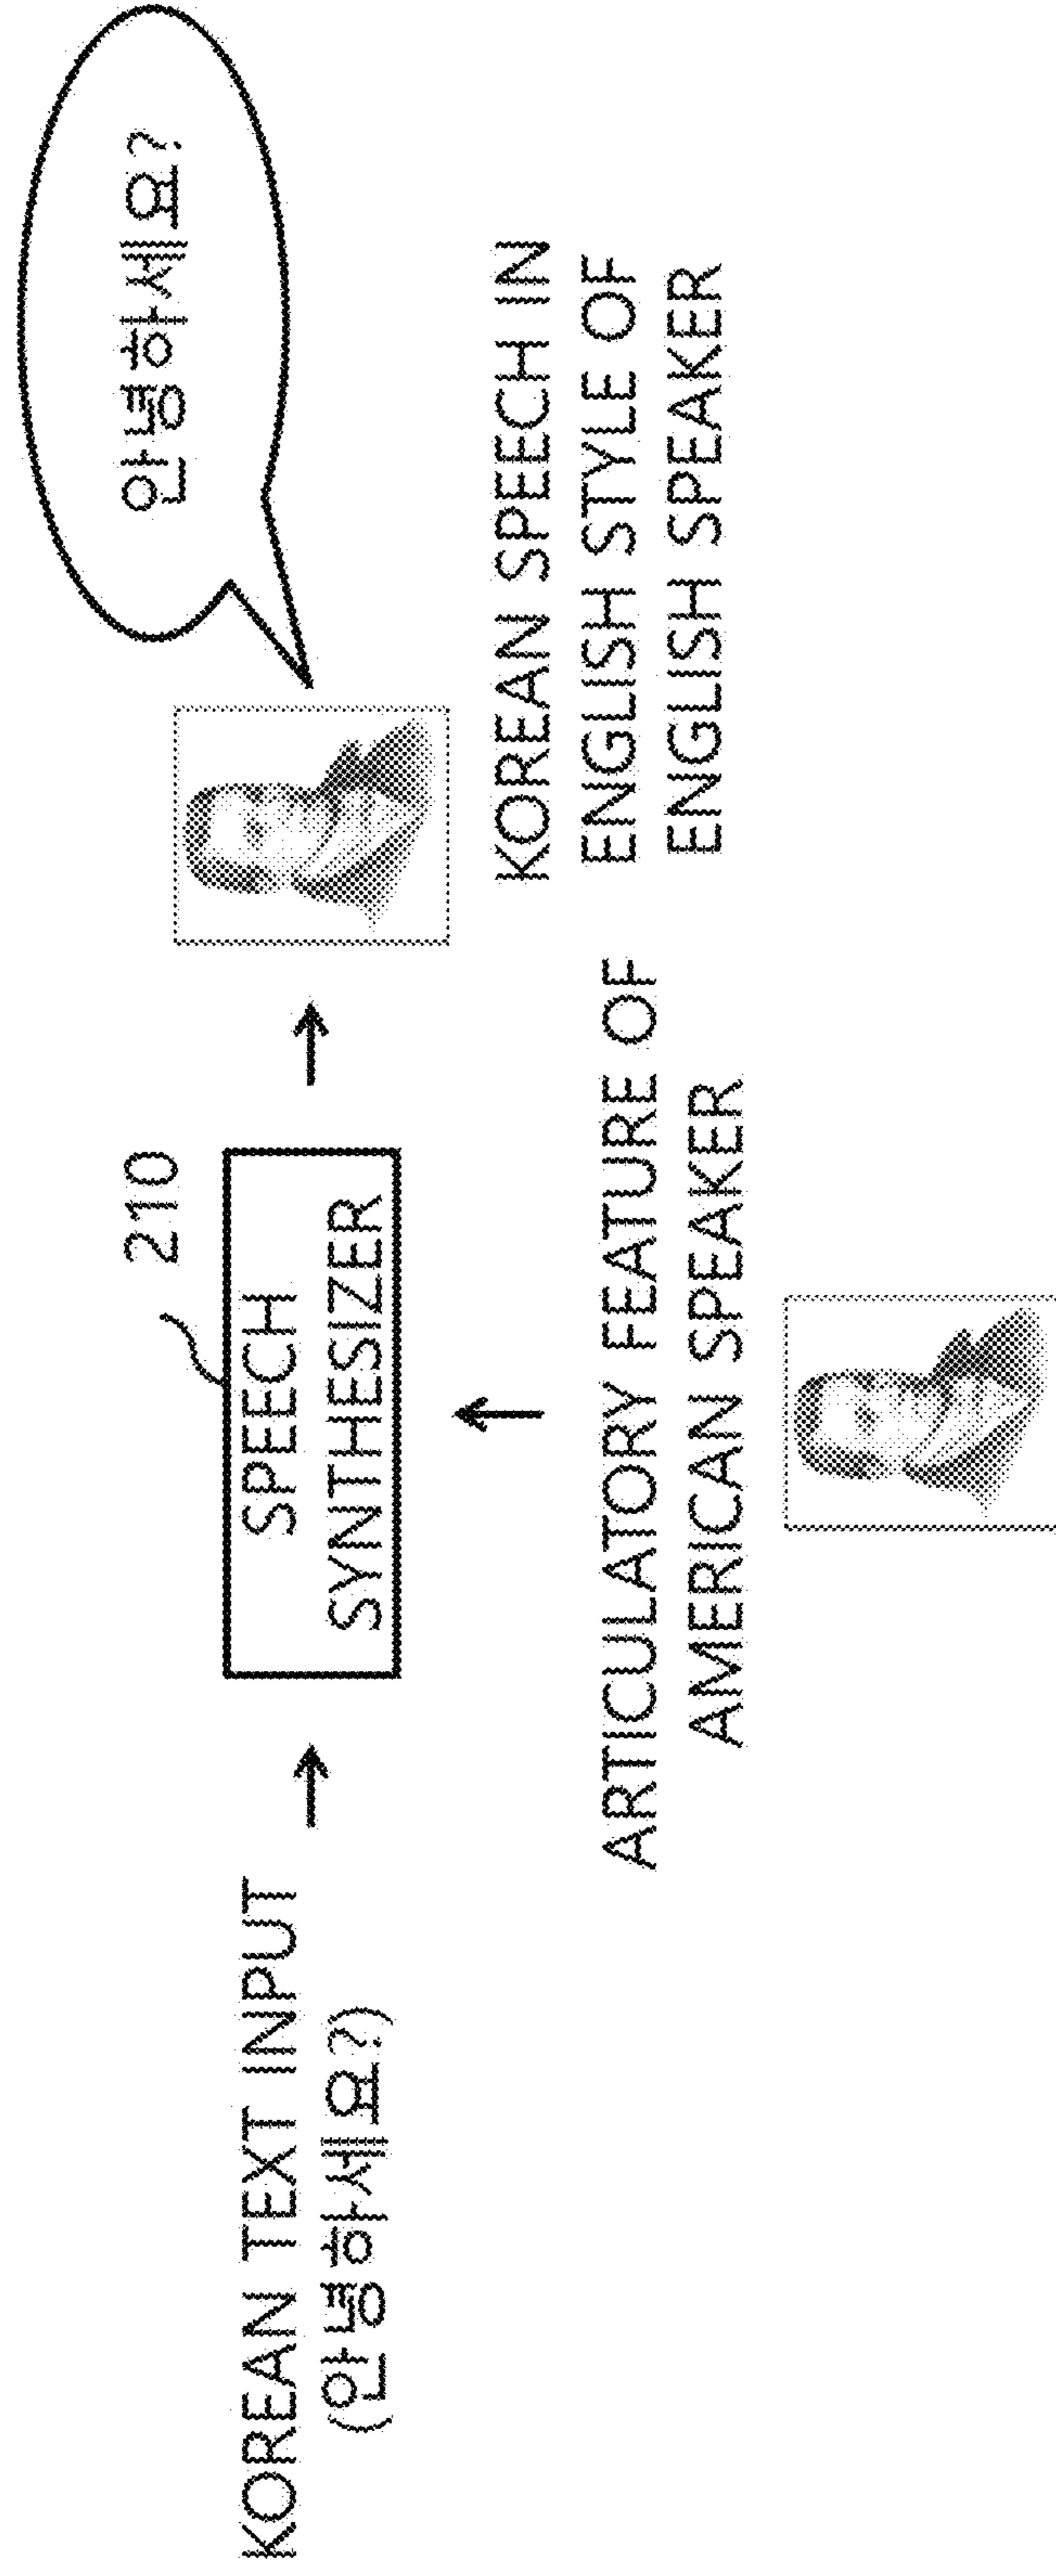 KOREAN TEXT INPUT
(안녕하세요?)
210
SPEECH
SYNTHESIZER
ARTICULATORY FEATURE OF
AMERICAN SPEAKER
안녕하세요?
KOREAN SPEECH IN
ENGLISH STYLE OF
ENGLISH SPEAKER